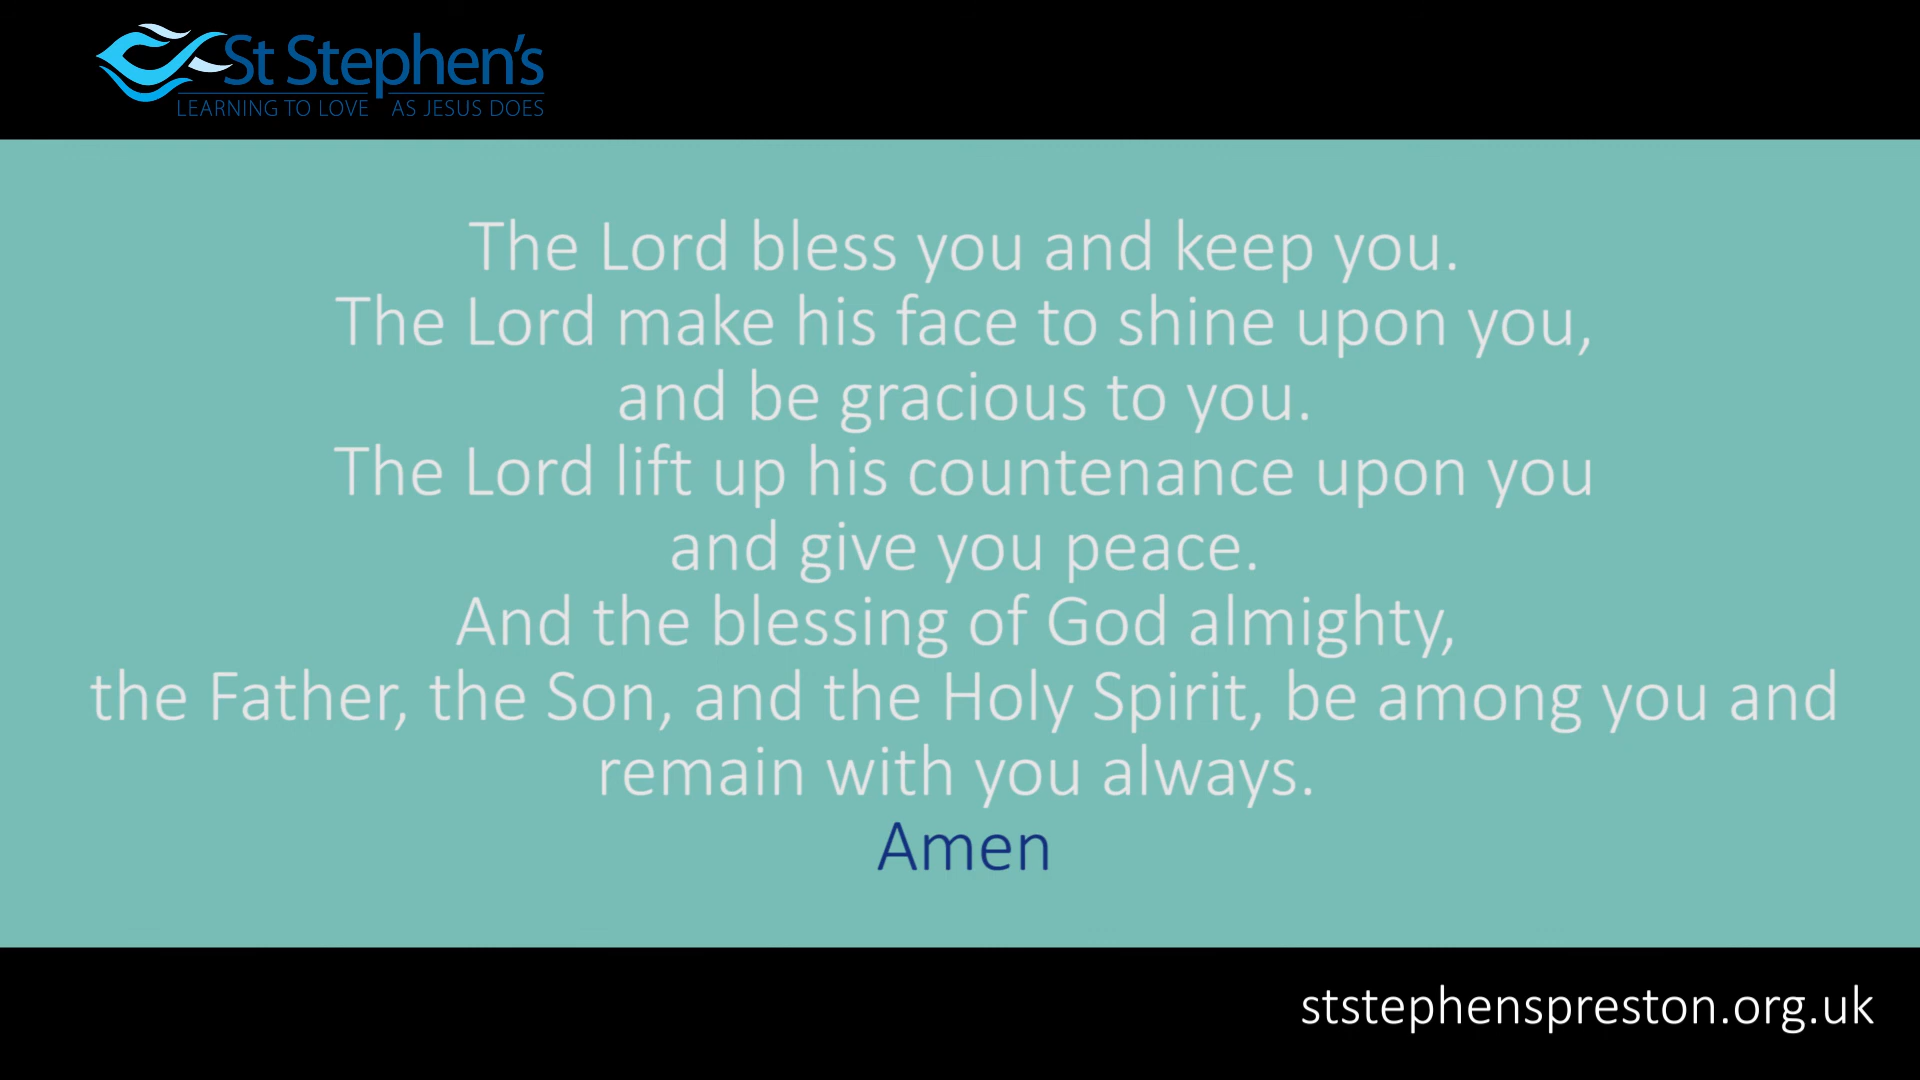 St Stephen's
LEARNING TO LOVE AS JESUS DOES
The Lord bless you and keep you.
The Lord make his face to shine upon you,
and be gracious to you.
The Lord lift up his countenance upon you
and give you peace.
And the blessing of God almighty,
the Father, the Son, and the Holy Spirit, be among you and
remain with you always.
Amen
ststephenspreston.org.uk